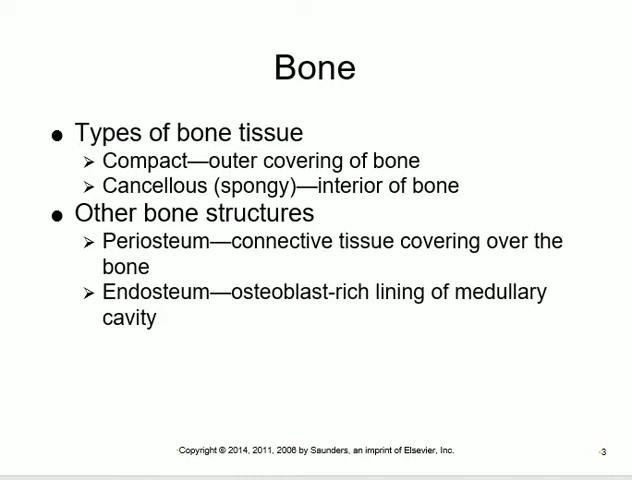 Bone
● Types of bone tissue
➢ Compact—outer covering of bone
➢ Cancellous (spongy)—interior of bone
● Other bone structures
➢ Periosteum—connective tissue covering over the
bone
➢ Endosteum—osteoblast-rich lining of medullary
cavity
Copyright © 2014, 2011, 2006 by Saunders, an imprint of Elsevier, Inc.
3